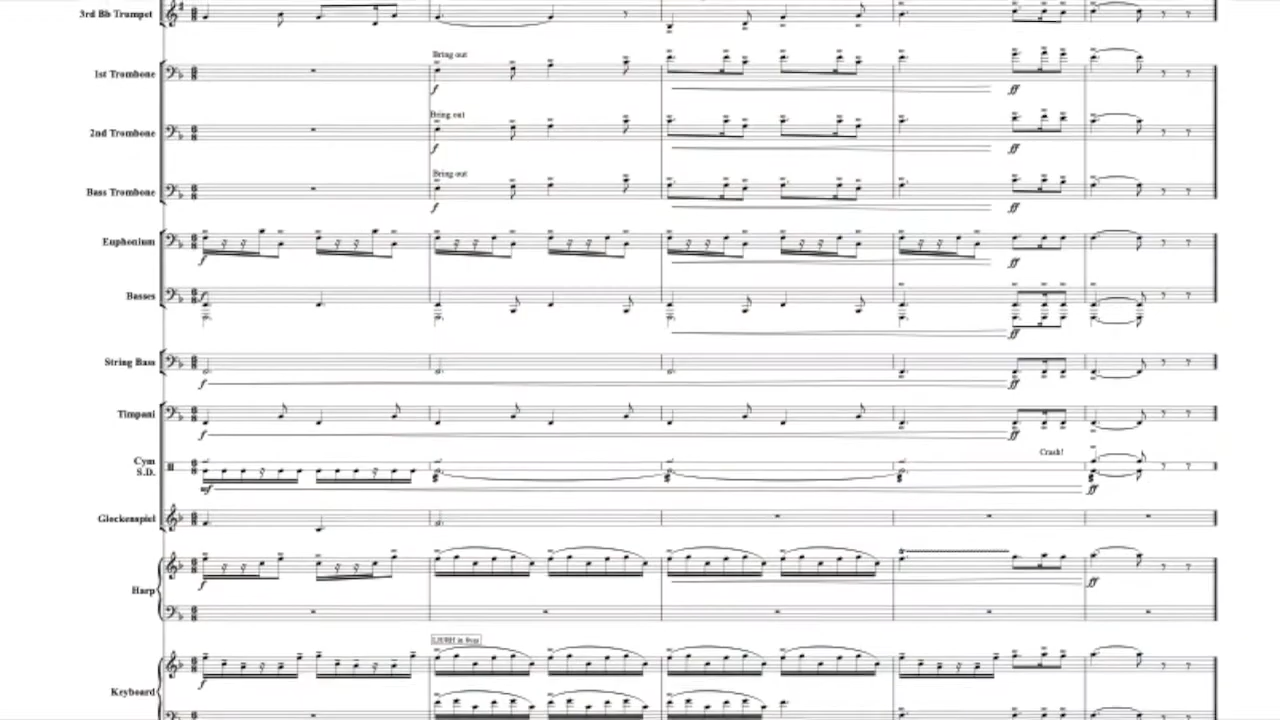 3rd Bb Trumpet
Bring out
1st Trombone
f
ff
Bring out
2nd Trombone
f
ff
Bring out
Bass Trombone
f
ff
Euphonium
f
ff
Basses
ff
String Bass
f
ff
Timpani
f
ff
Crash!
Cym
S.D.
mf
ff
Glockenspiel
f
ff
Harp
f
Keyboard